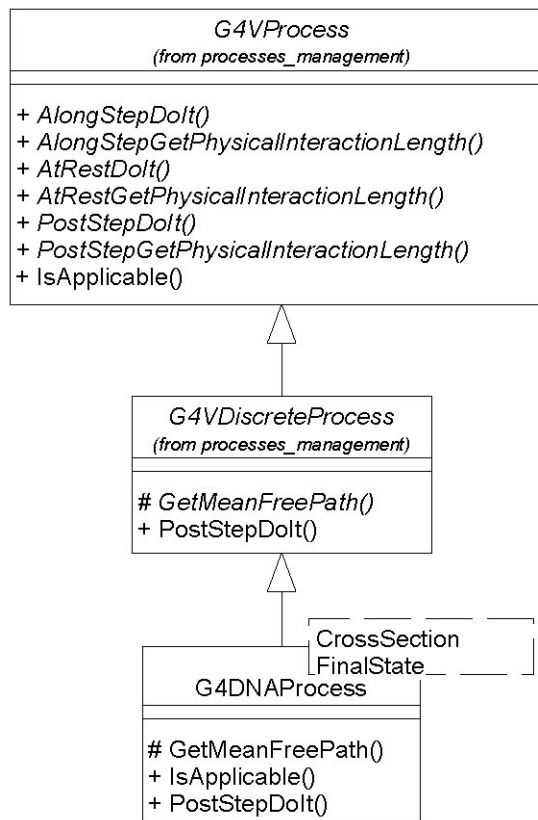 G4VProcess
(from processes_management)
+ AlongStepDoIt()
+ AlongStepGetPhysicalInteractionLength()
+ AtRestDoIt()
+ AtRestGetPhysicalInteractionLength()
+ PostStepDoIt()
+ PostStepGetPhysicalInteractionLength()
+ IsApplicable()
G4VDiscreteProcess
(from processes_management)
# GetMeanFreePath()
+ PostStepDoIt()
CrossSection
FinalState
G4DNAProcess
# GetMeanFreePath()
+ IsApplicable()
+ PostStepDoIt()